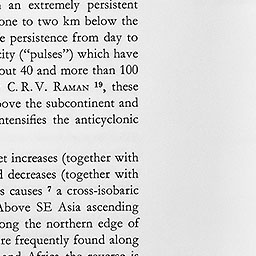 an extremely persistent
one to two km below the
persistence from day to
city (“pulses”) which have
out 40 and more than 100
C. R. V. RAMAN 19, these
ove the subcontinent and
ntensifies the anticyclonic
et increases (together with
d decreases (together with
s causes 7 a cross-isobaric
Above SE Asia ascending
ong the northern edge of
re frequently found along
and Africa the reverse is